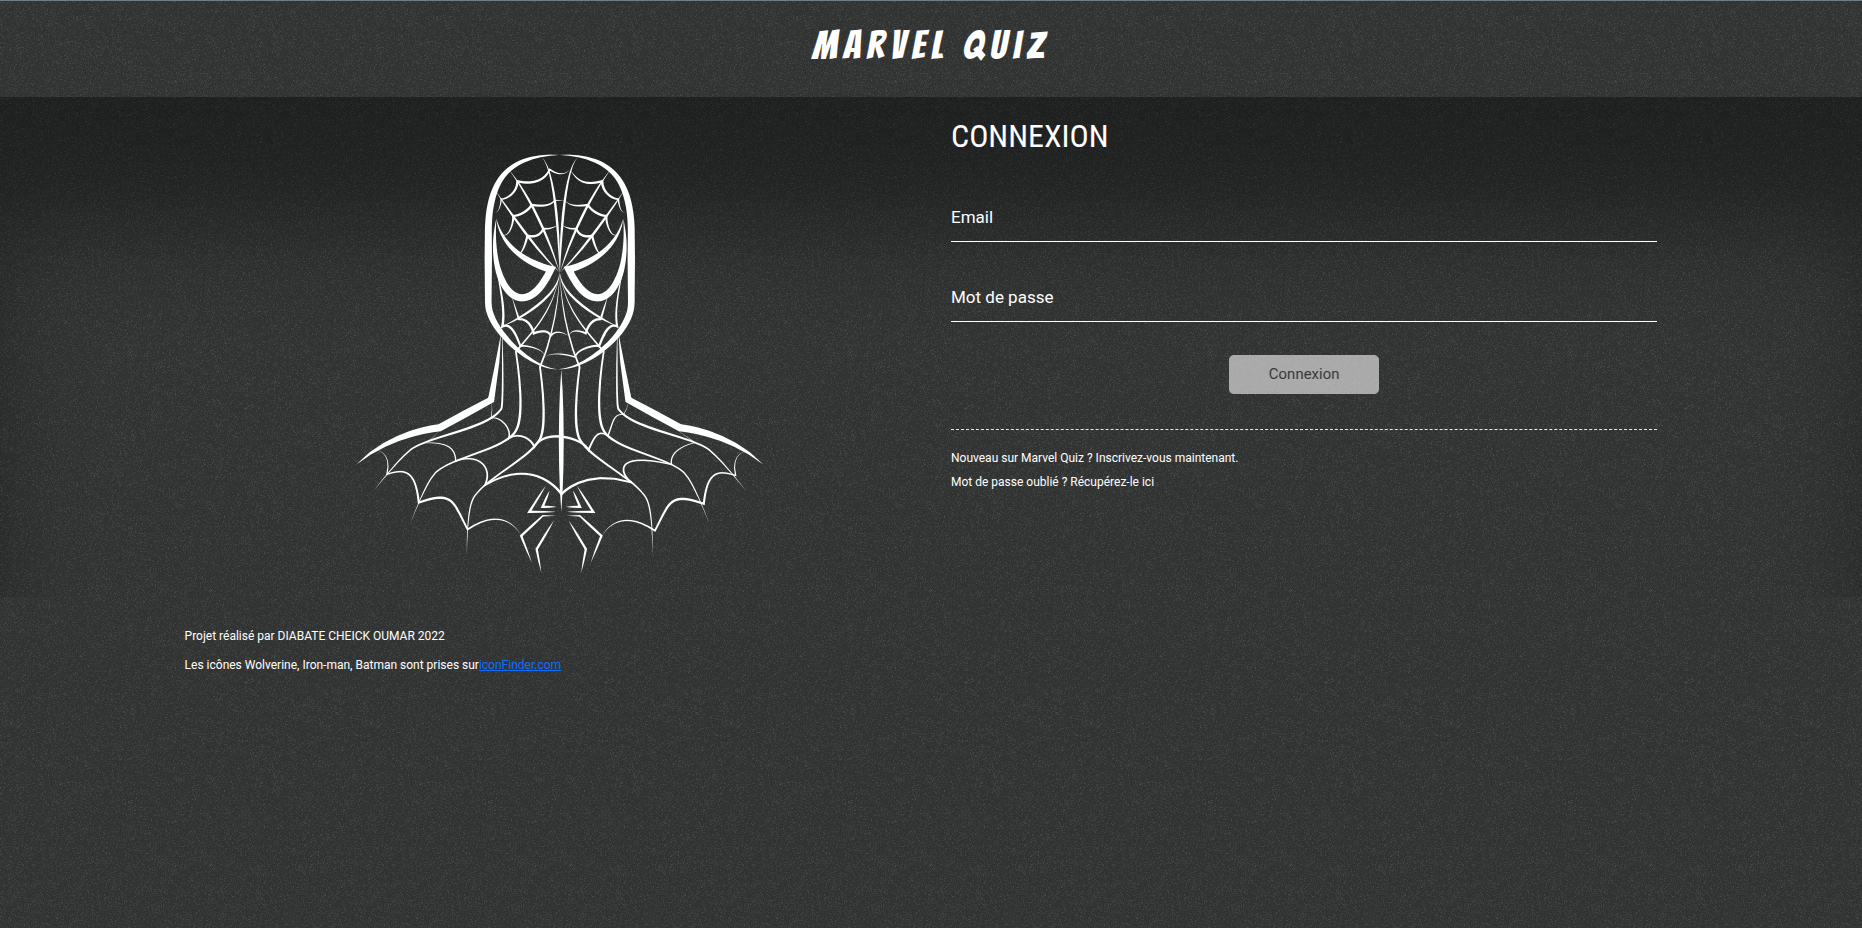 MARVEL QUIZ
CONNEXION
Email
Mot de passe
Connexion
Nouveau sur Marvel Quiz ? Inscrivez-vous maintenant.
Mot de passe oublié ? Récupérez-le ici
Projet réalisé par DIABATE CHEICK OUMAR 2022
Les icônes Wolverine, Iron-man, Batman sont prises suriconFinder.com